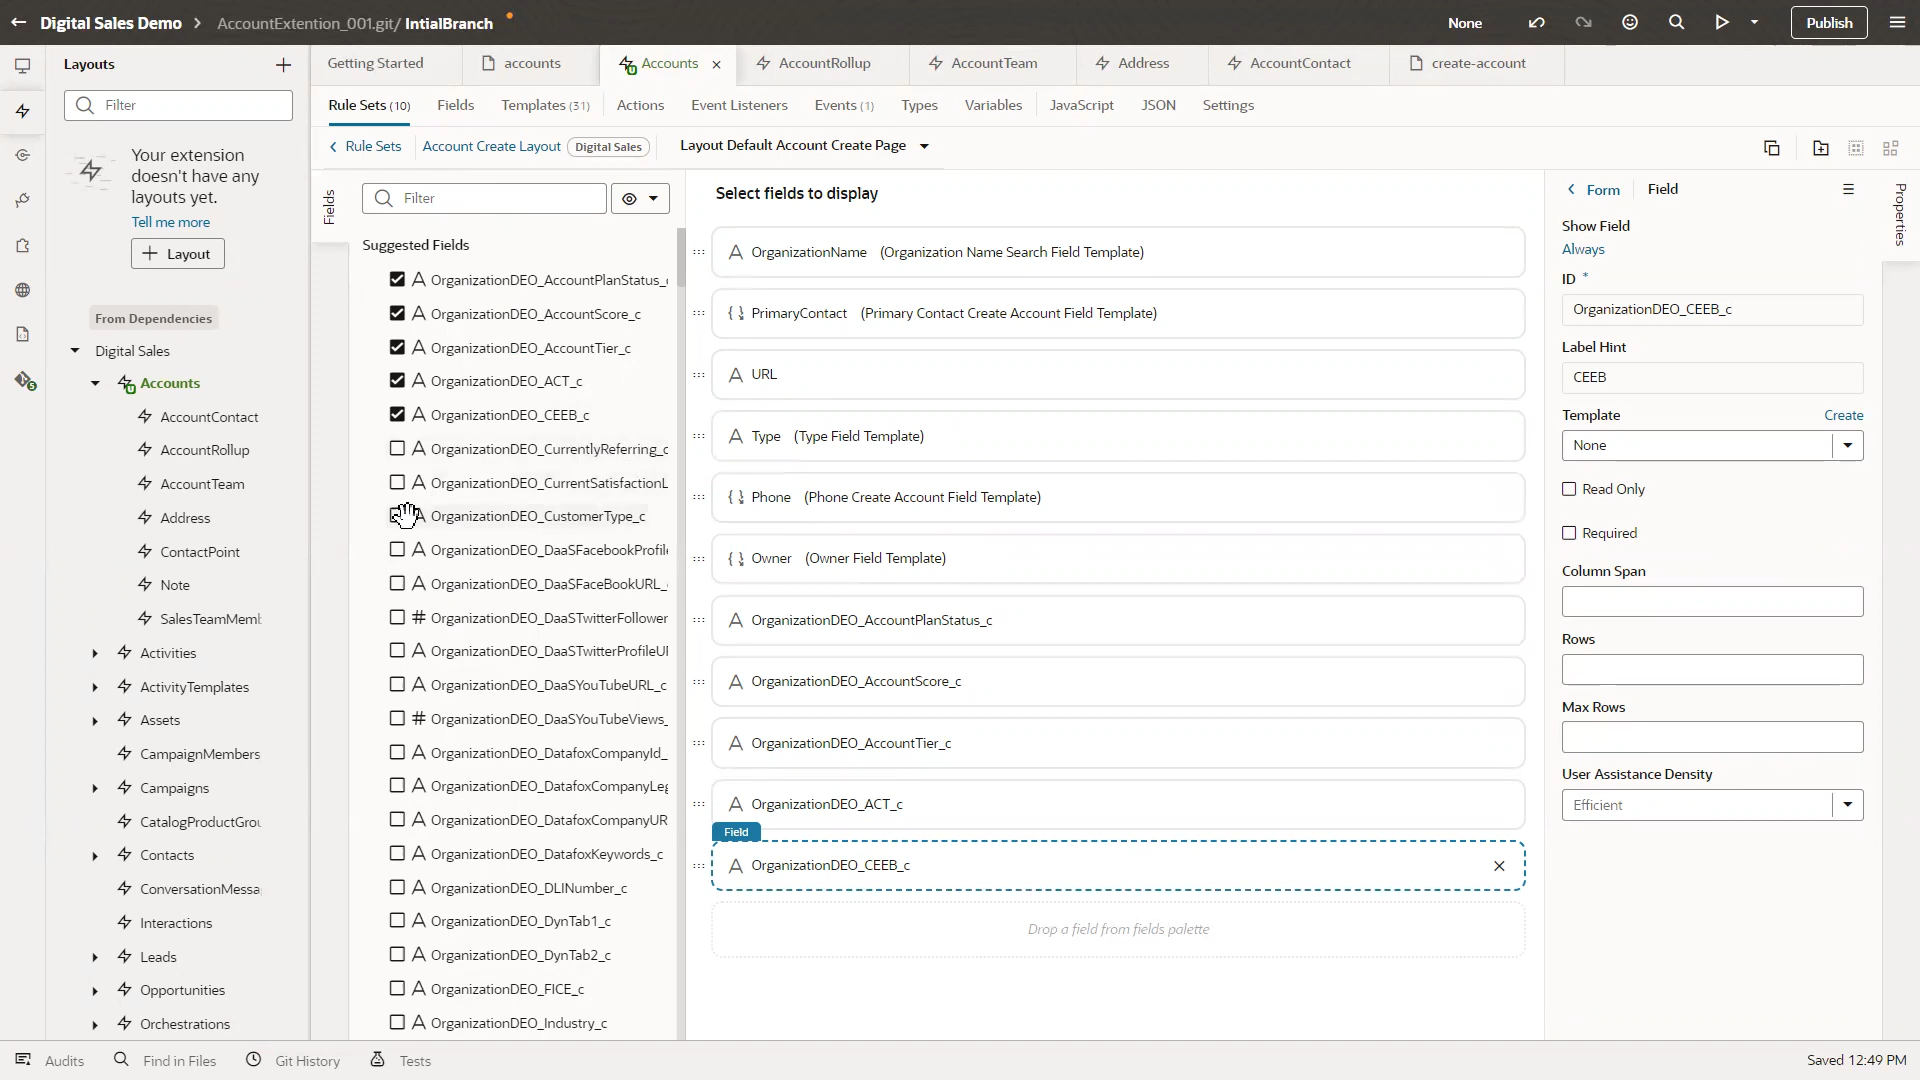 Digital Sales Demo
AccountExtention_001.git/ IntialBranch
None
Publish
Layouts
Filter
Your extension
doesn't have any
layouts yet.
Tell me more
Layout
From Dependencies
Digital Sales
Accounts
AccountContact
AccountRollup
AccountTeam
Address
ContactPoint
Note
SalesTeamMemb
Activities
ActivityTemplates
Assets
CampaignMembers
Campaigns
CatalogProductGrou
Contacts
ConversationMessa
Interactions
Leads
Opportunities
Orchestrations
Getting Started
accounts
Accounts
AccountRollup
AccountTeam
Address
AccountContact
create-account
Rule Sets (10)
Fields
Templates (31)
Actions
Event Listeners
Events (1)
Types
Variables
JavaScript
JSON
Settings
Rule Sets
Account Create Layout
Digital Sales
Layout Default Account Create Page
Fields
Filter
Suggested Fields
OrganizationDEO_AccountPlanStatus_c
OrganizationDEO_AccountScore_c
OrganizationDEO_AccountTier_c
OrganizationDEO_ACT_c
OrganizationDEO_CEEB_c
OrganizationDEO_CurrentlyReferring_c
OrganizationDEO_CurrentSatisfactionL
OrganizationDEO_CustomerType_c
OrganizationDEO_DaaSFacebookProfile
OrganizationDEO_DaaSFaceBookURL_
OrganizationDEO_DaaSTwitterFollower
OrganizationDEO_DaaSTwitterProfileUR
OrganizationDEO_DaaSYouTubeURL_c
OrganizationDEO_DaaSYouTubeViews_
OrganizationDEO_DatafoxCompanyId_
OrganizationDEO_DatafoxCompanyLeg
OrganizationDEO_DatafoxCompanyUR
OrganizationDEO_DatafoxKeywords_c
OrganizationDEO_DLINumber_c
OrganizationDEO_DynTab1_c
OrganizationDEO_DynTab2_c
OrganizationDEO_FICE_c
OrganizationDEO_Industry_c
Select fields to display
OrganizationName (Organization Name Search Field Template)
PrimaryContact (Primary Contact Create Account Field Template)
URL
Type (Type Field Template)
Phone (Phone Create Account Field Template)
Owner (Owner Field Template)
OrganizationDEO_AccountPlanStatus_c
OrganizationDEO_AccountScore_c
OrganizationDEO_AccountTier_c
OrganizationDEO_ACT_c
Field
OrganizationDEO_CEEB_c
Drop a field from fields palette
Form
Field
Properties
Show Field
Always
ID *
OrganizationDEO_CEEB_c
Label Hint
CEEB
Template
Create
None
Read Only
Required
Column Span
Rows
Max Rows
User Assistance Density
Efficient
Audits
Find in Files
Git History
Tests
Saved 12:49 PM